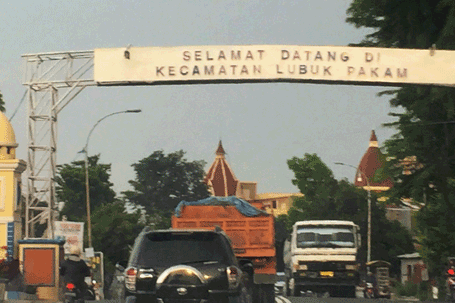 SELAMAT DATANG DI
KECAMATAN LUBUK PAKAM